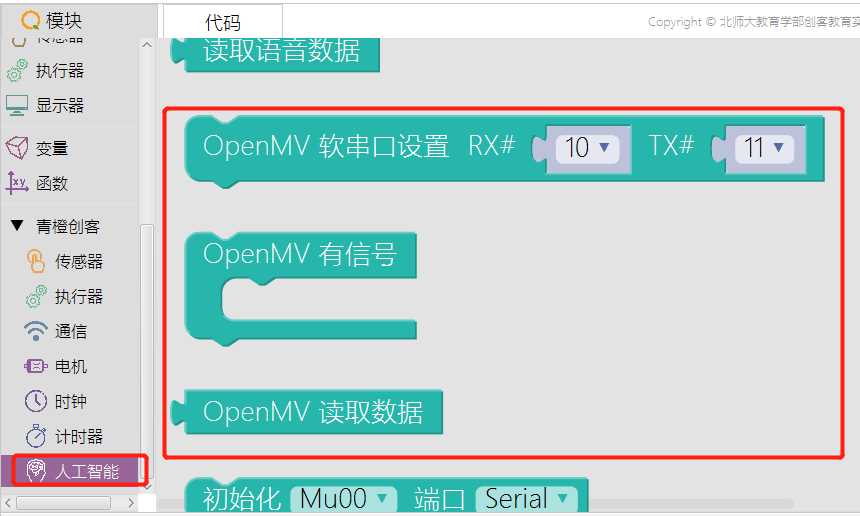 模块
代码
Copyright © 北师大教育学部创客教育实
传感器
执行器
显示器
变量
函数
青橙创客
传感器
执行器
通信
电机
时钟
计时器
人工智能
读取语音数据
OpenMV 软串口设置 RX# 10 TX# 11
OpenMV 有信号
OpenMV 读取数据
初始化 Mu00 端口 Serial